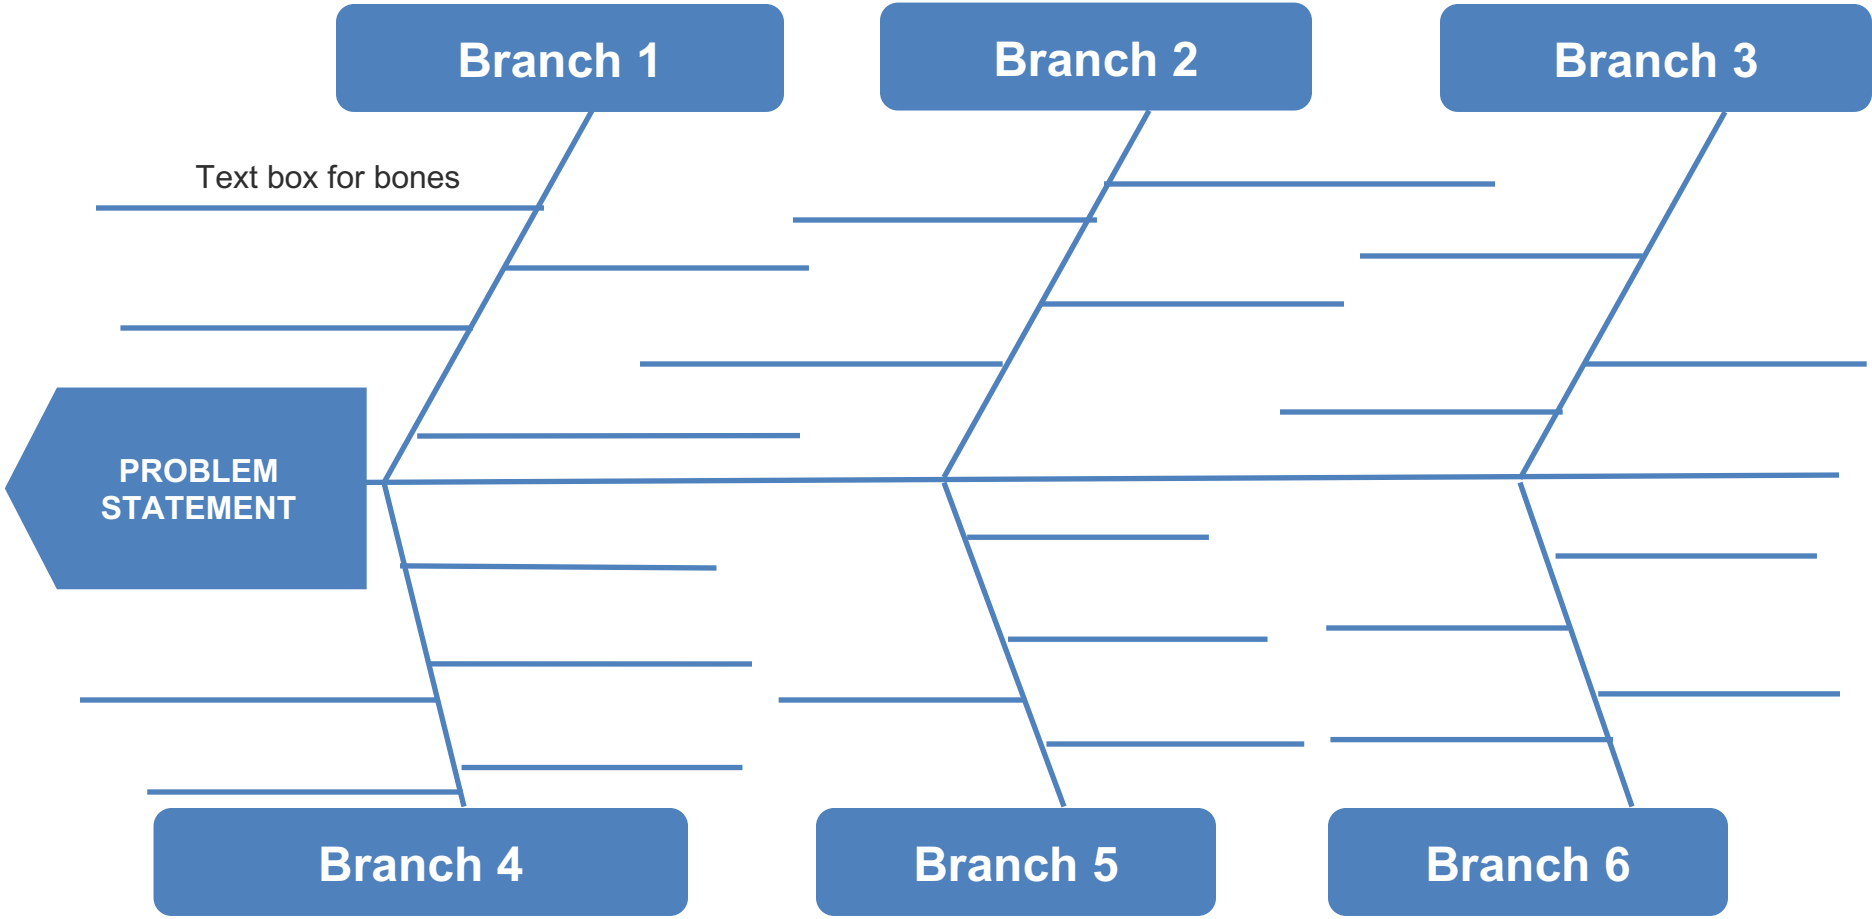 Branch 1
Branch 2
Branch 3
Text box for bones
PROBLEM
STATEMENT
Branch 4
Branch 5
Branch 6